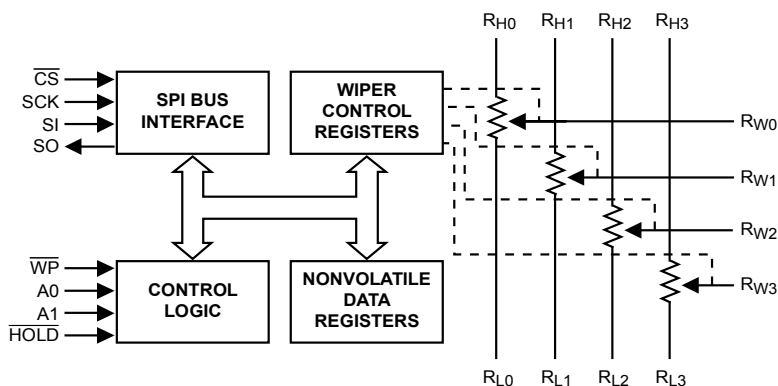 RH0 RH1 RH2 RH3
CS
SCK
SI
SO
SPI BUS
INTERFACE
WIPER
CONTROL
REGISTERS
RW0
RW1
RW2
RW3
WP
A0
A1
HOLD
CONTROL
LOGIC
NONVOLATILE
DATA
REGISTERS
RL0 RL1 RL2 RL3